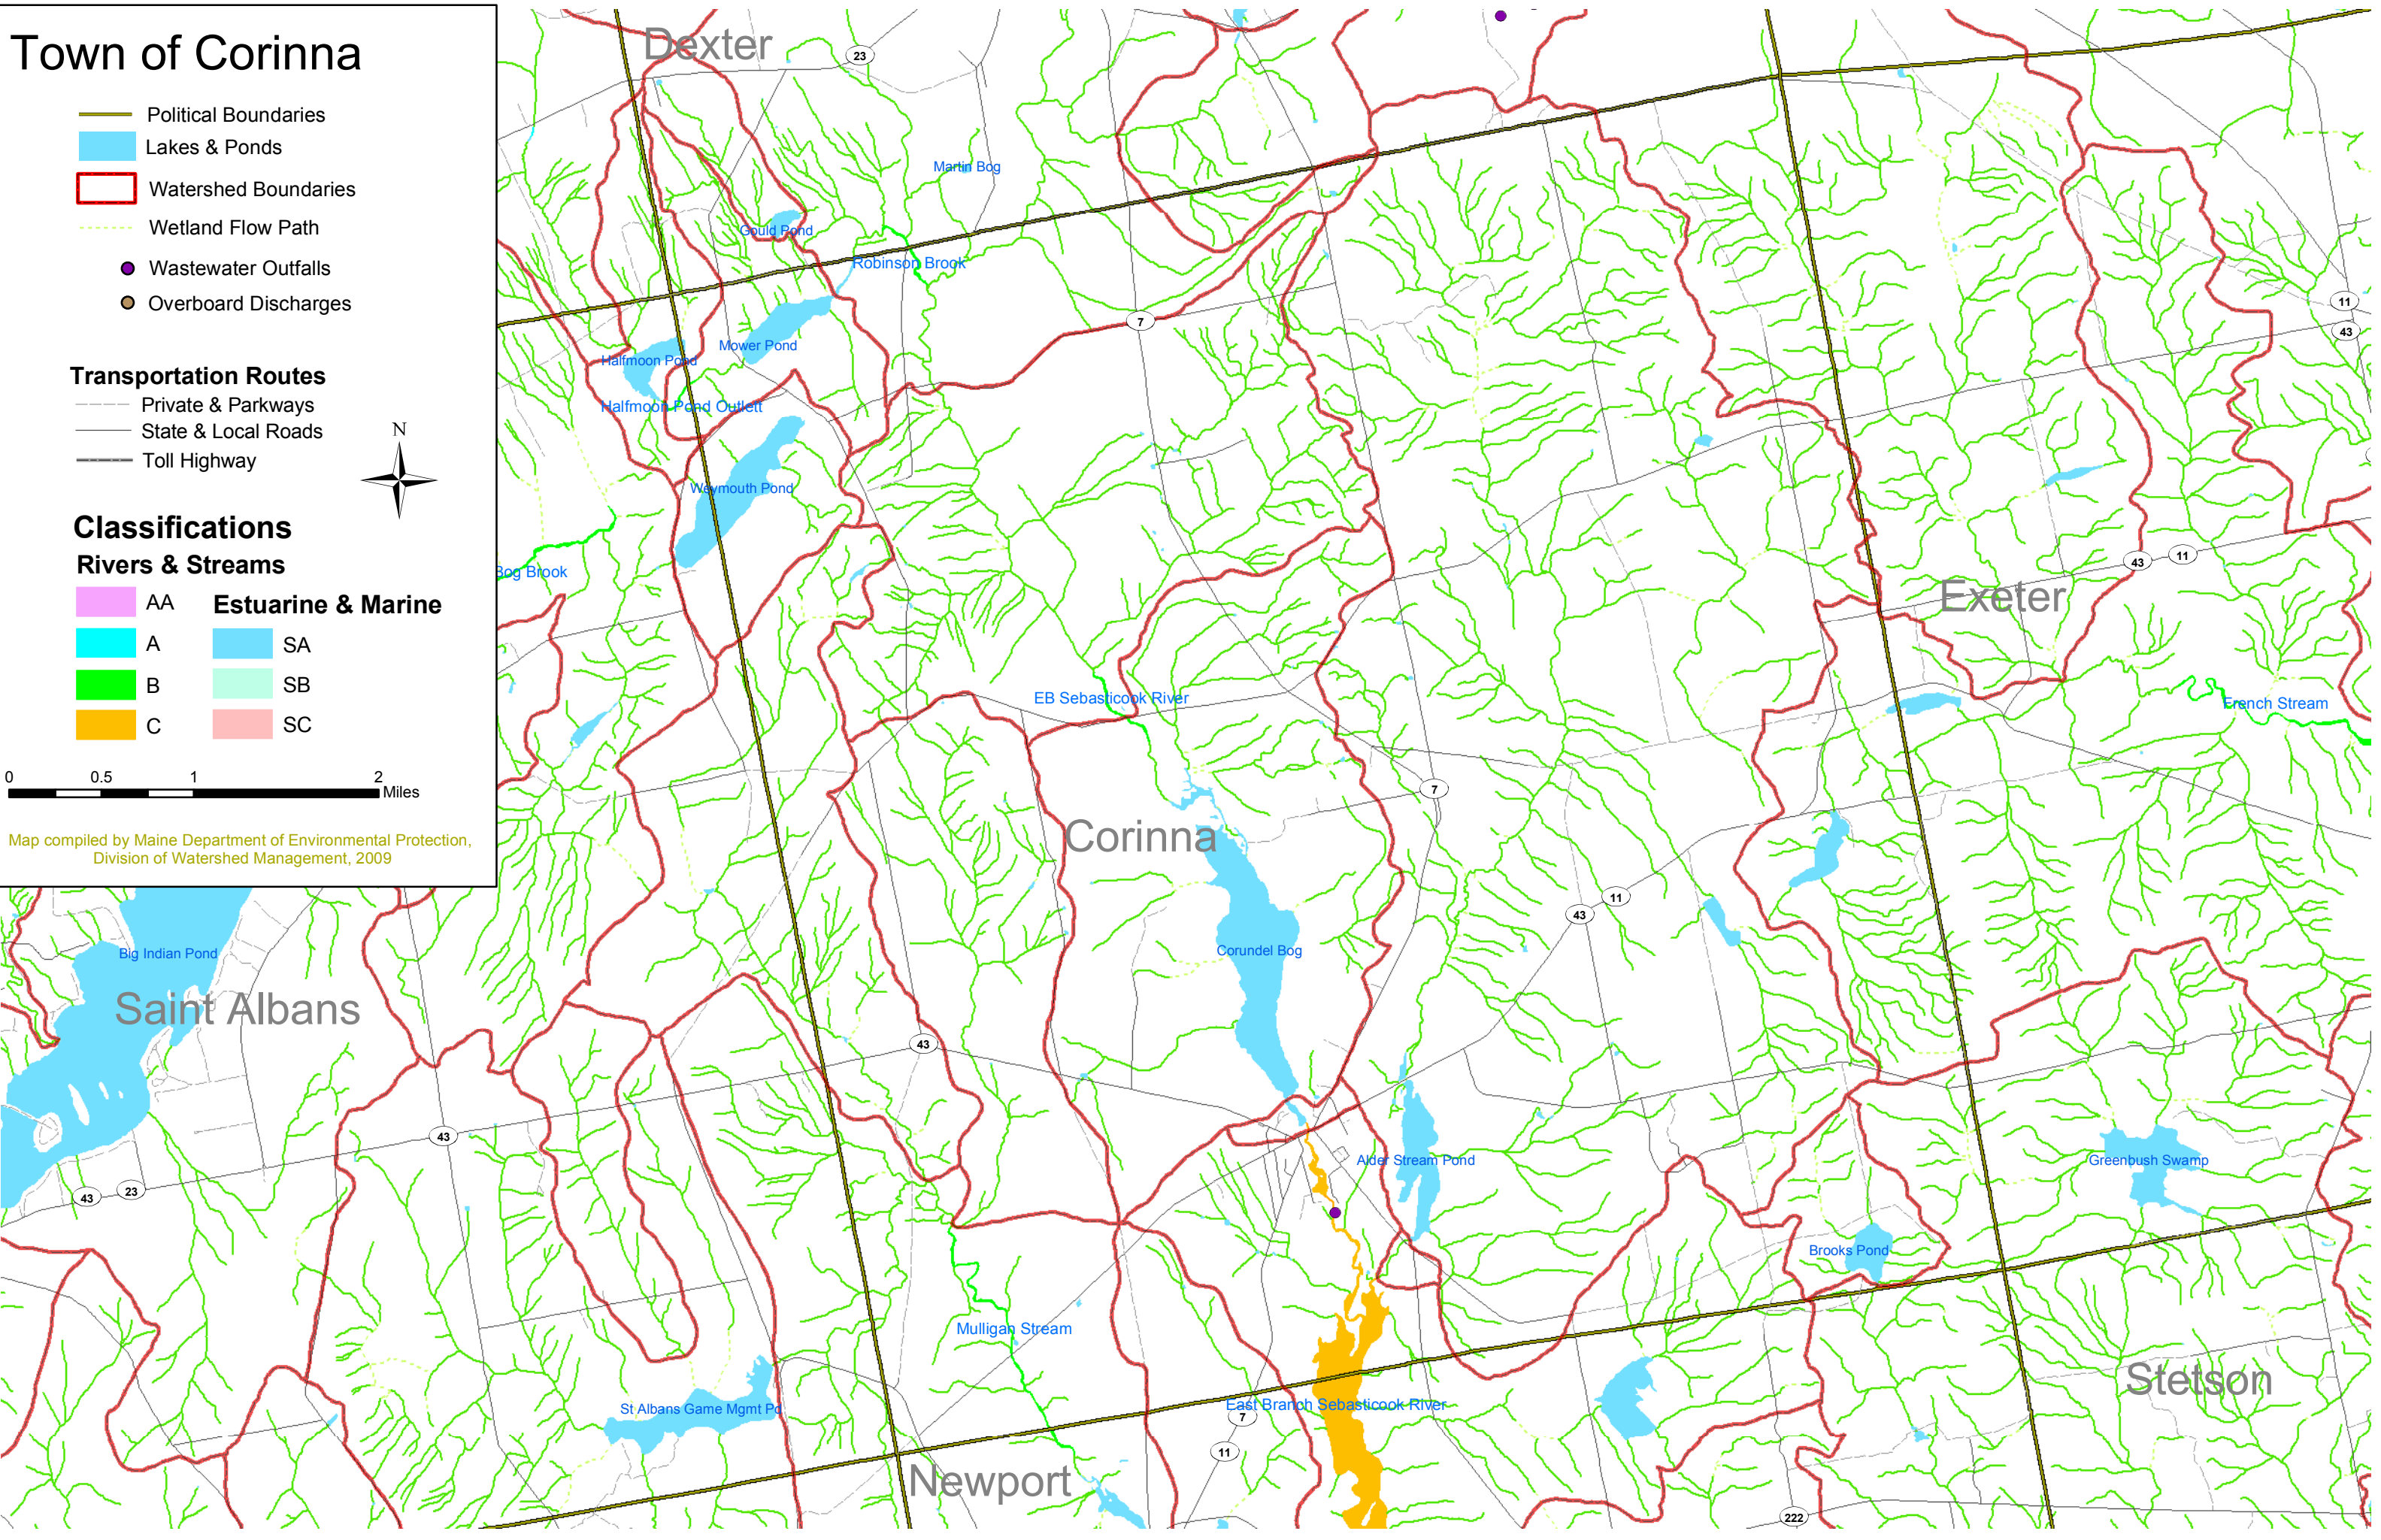 Town of Corinna
Political Boundaries
Lakes & Ponds
Watershed Boundaries
Wetland Flow Path
Wastewater Outfalls
Overboard Discharges
Transportation Routes
Private & Parkways
State & Local Roads
Toll Highway
N
Classifications
Rivers & Streams
AA
A
B
C
Estuarine & Marine
SA
SB
SC
0 0.5 1 2
Miles
Map compiled by Maine Department of Environmental Protection,
Division of Watershed Management, 2009
Dexter
23
Martin Bog
Gould Pond
Robinson Brook
11
43
7
Mower Pond
Halfmoon Pond
Halfmoon Pond Outlett
Weymouth Pond
Bog Brook
43
11
Exeter
EB Sebasticook River
French Stream
7
Corinna
11
43
Big Indian Pond
Corundel Bog
Saint Albans
43
43
Alder Stream Pond
Greenbush Swamp
43
23
Brooks Pond
Mulligan Stream
Stetson
St Albans Game Mgmt Pd
East Branch Sebasticook RIver
7
11
Newport
222